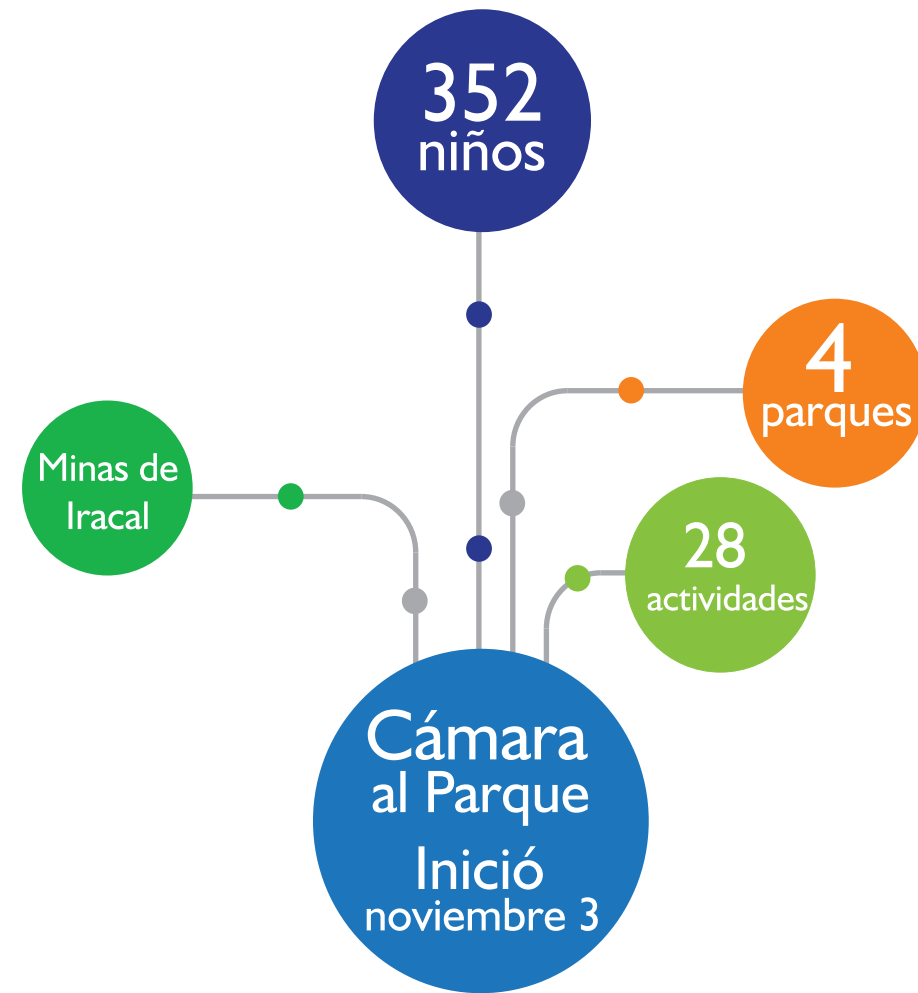 352
niños
4
parques
Minas de
Iracal
28
actividades
Cámara
al Parque
Inició
noviembre 3